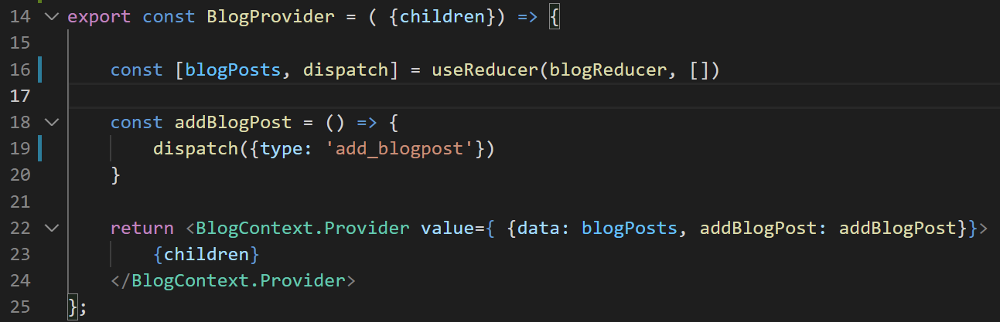 14 export const BlogProvider = ( {children}) => {
15
16     const [blogPosts, dispatch] = useReducer(blogReducer, [])
17
18     const addBlogPost = () => {
19         dispatch({type: 'add_blogpost'})
20     }
21
22     return <BlogContext.Provider value={ {data: blogPosts, addBlogPost: addBlogPost}}>
23         {children}
24     </BlogContext.Provider>
25 };